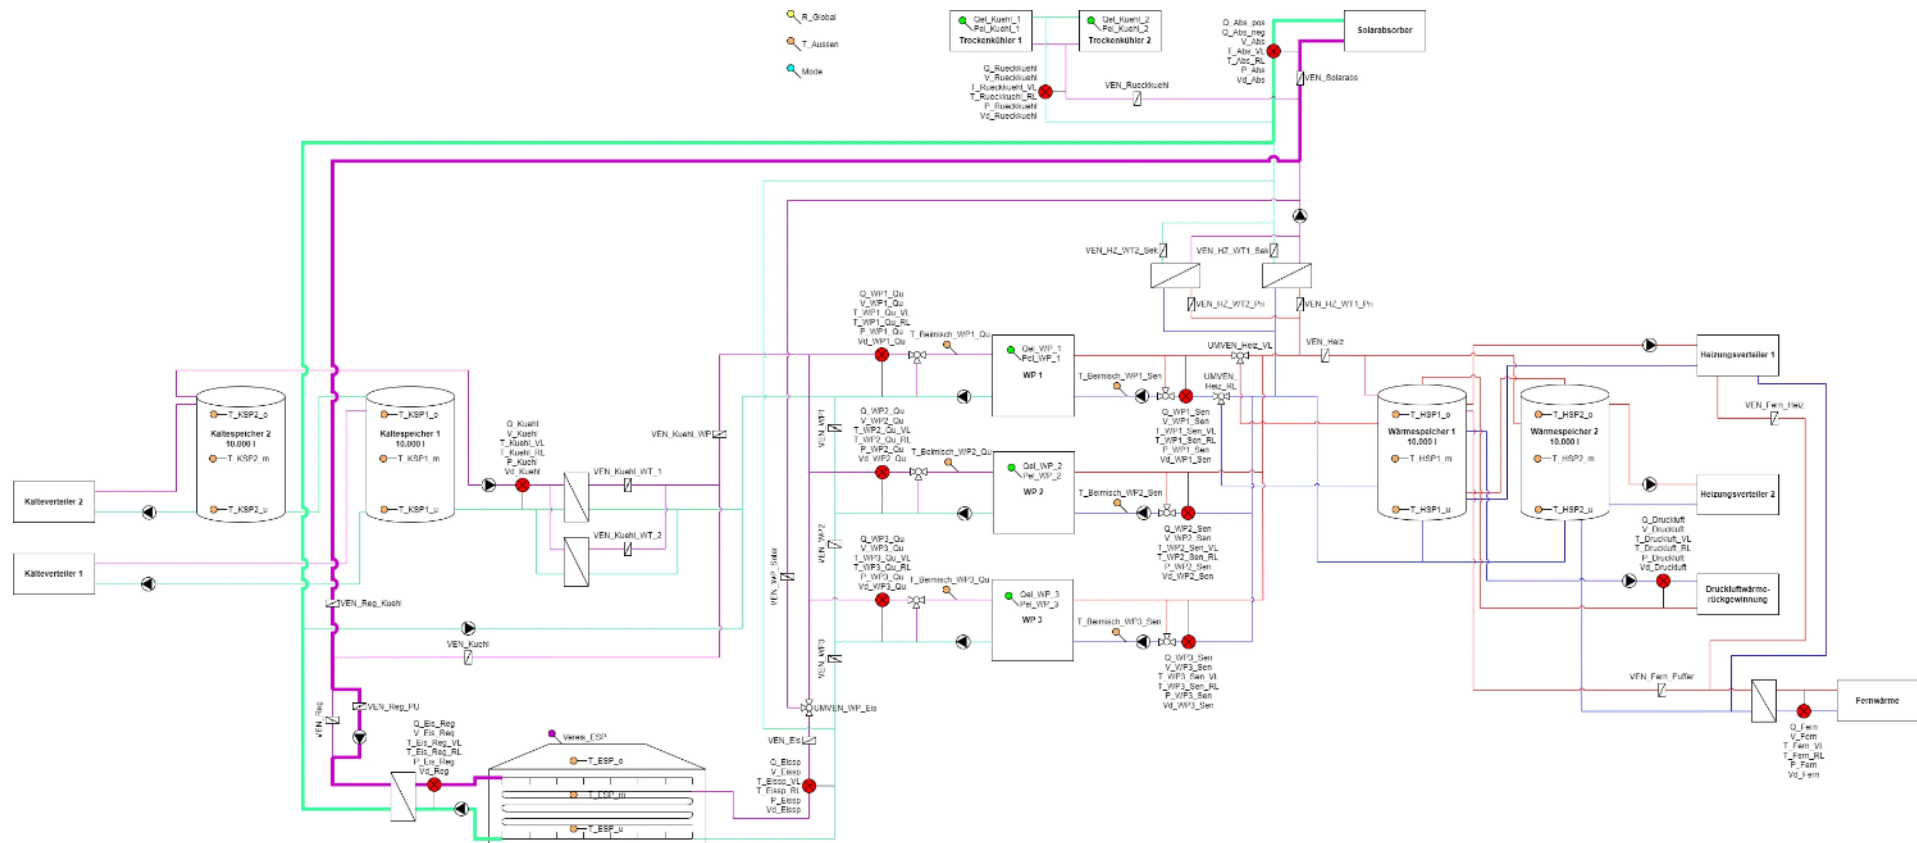 R_Global
T_Aussen
Mode
Qel_Kuehl_1
Pel_Kuehl_1
Trockenkühler 1
Qel_Kuehl_2
Pel_Kuehl_2
Trockenkühler 2
Q_Rueckkuehl
V_Rueckkuehl
T_Rueckkuehl_VL
T_Rueckkuehl_RL
P_Rueckkuehl
Vd_Rueckkuehl
VEN_Rueckkuehl
Q_Abs_pos
Q_Abs_neg
V_Abs
T_Abs_VL
T_Abs_RL
P_Abs
Vd_Abs
Solarabsorber
VEN_Solarabs
VEN_HZ_WT2_Sek
VEN_HZ_WT1_Sek
VEN_HZ_WT2_Pri
VEN_HZ_WT1_Pri
Q_WP1_Qu
V_WP1_Qu
T_WP1_Qu_VL
T_WP1_Qu_RL
P_WP1_Qu
Vd_WP1_Qu
T_Beimisch_WP1_Qu
Qel_WP_1
Pel_WP_1
WP 1
UMVEN_Heiz_VL
VEN_Heiz
UMVEN_
Heiz_RL
T_Beimisch_WP1_Sen
Q_WP1_Sen
V_WP1_Sen
T_WP1_Sen_VL
T_WP1_Sen_RL
P_WP1_Sen
Vd_WP1_Sen
Heizungsverteiler 1
VEN_Fern_Heiz
T_KSP2_o
Kältespeicher 2
10.000 l
T_KSP2_m
T_KSP2_u
T_KSP1_o
Kältespeicher 1
10.000 l
T_KSP1_m
T_KSP1_u
Q_Kuehl
V_Kuehl
T_Kuehl_VL
T_Kuehl_RL
P_Kuehl
Vd_Kuehl
VEN_Kuehl_WP
VEN_Kuehl_WT_1
VEN_Kuehl_WT_2
VEN_WP1
Q_WP2_Qu
V_WP2_Qu
T_WP2_Qu_VL
T_WP2_Qu_RL
P_WP2_Qu
Vd_WP2_Qu
T_Beimisch_WP2_Qu
Qel_WP_2
Pel_WP_2
WP 2
T_Beimisch_WP2_Sen
Q_WP2_Sen
V_WP2_Sen
T_WP2_Sen_VL
T_WP2_Sen_RL
P_WP2_Sen
Vd_WP2_Sen
T_HSP1_o
Wärmespeicher 1
10.000 l
T_HSP1_m
T_HSP1_u
T_HSP2_o
Wärmespeicher 2
10.000 l
T_HSP2_m
T_HSP2_u
Heizungsverteiler 2
Kälteverteiler 2
Kälteverteiler 1
VEN_Reg_Kuehl
VEN_Kuehl
VEN_WP_Solar
VEN_WP2
Q_WP3_Qu
V_WP3_Qu
T_WP3_Qu_VL
T_WP3_Qu_RL
P_WP3_Qu
Vd_WP3_Qu
T_Beimisch_WP3_Qu
Qel_WP_3
Pel_WP_3
WP 3
T_Beimisch_WP3_Sen
Q_WP3_Sen
V_WP3_Sen
T_WP3_Sen_VL
T_WP3_Sen_RL
P_WP3_Sen
Vd_WP3_Sen
Q_Druckluft
V_Druckluft
T_Druckluft_VL
T_Druckluft_RL
P_Druckluft
Vd_Druckluft
Druckluftwärme-
rückgewinnung
VEN_WP3
VEN_Fern_Puffer
Fernwärme
Q_Fern
V_Fern
T_Fern_VL
T_Fern_RL
P_Fern
Vd_Fern
VEN_Reg
VEN_Reg_PU
UMVEN_WP_Eis
VEN_Eis
Q_Eis_Reg
V_Eis_Reg
T_Eis_Reg_VL
T_Eis_Reg_RL
P_Eis_Reg
Vd_Reg
Vereis_ESP
T_ESP_o
T_ESP_m
T_ESP_u
Q_Eissp
V_Eissp
T_Eissp_VL
T_Eissp_RL
P_Eissp
Vd_Eissp